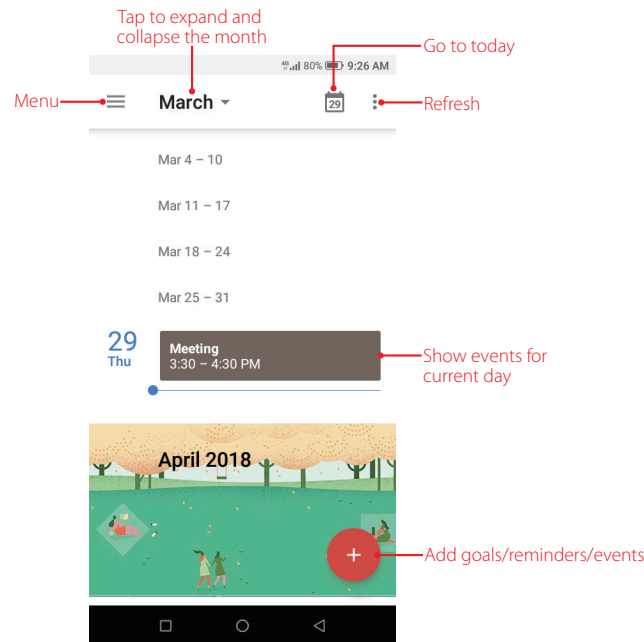 Tap to expand and
collapse the month
Go to today
4G 80% 9:26 AM
Menu
March
29
Refresh
Mar 4 – 10
Mar 11 – 17
Mar 18 – 24
Mar 25 – 31
29
Thu
Meeting
3:30 – 4:30 PM
Show events for
current day
April 2018
+
Add goals/reminders/events